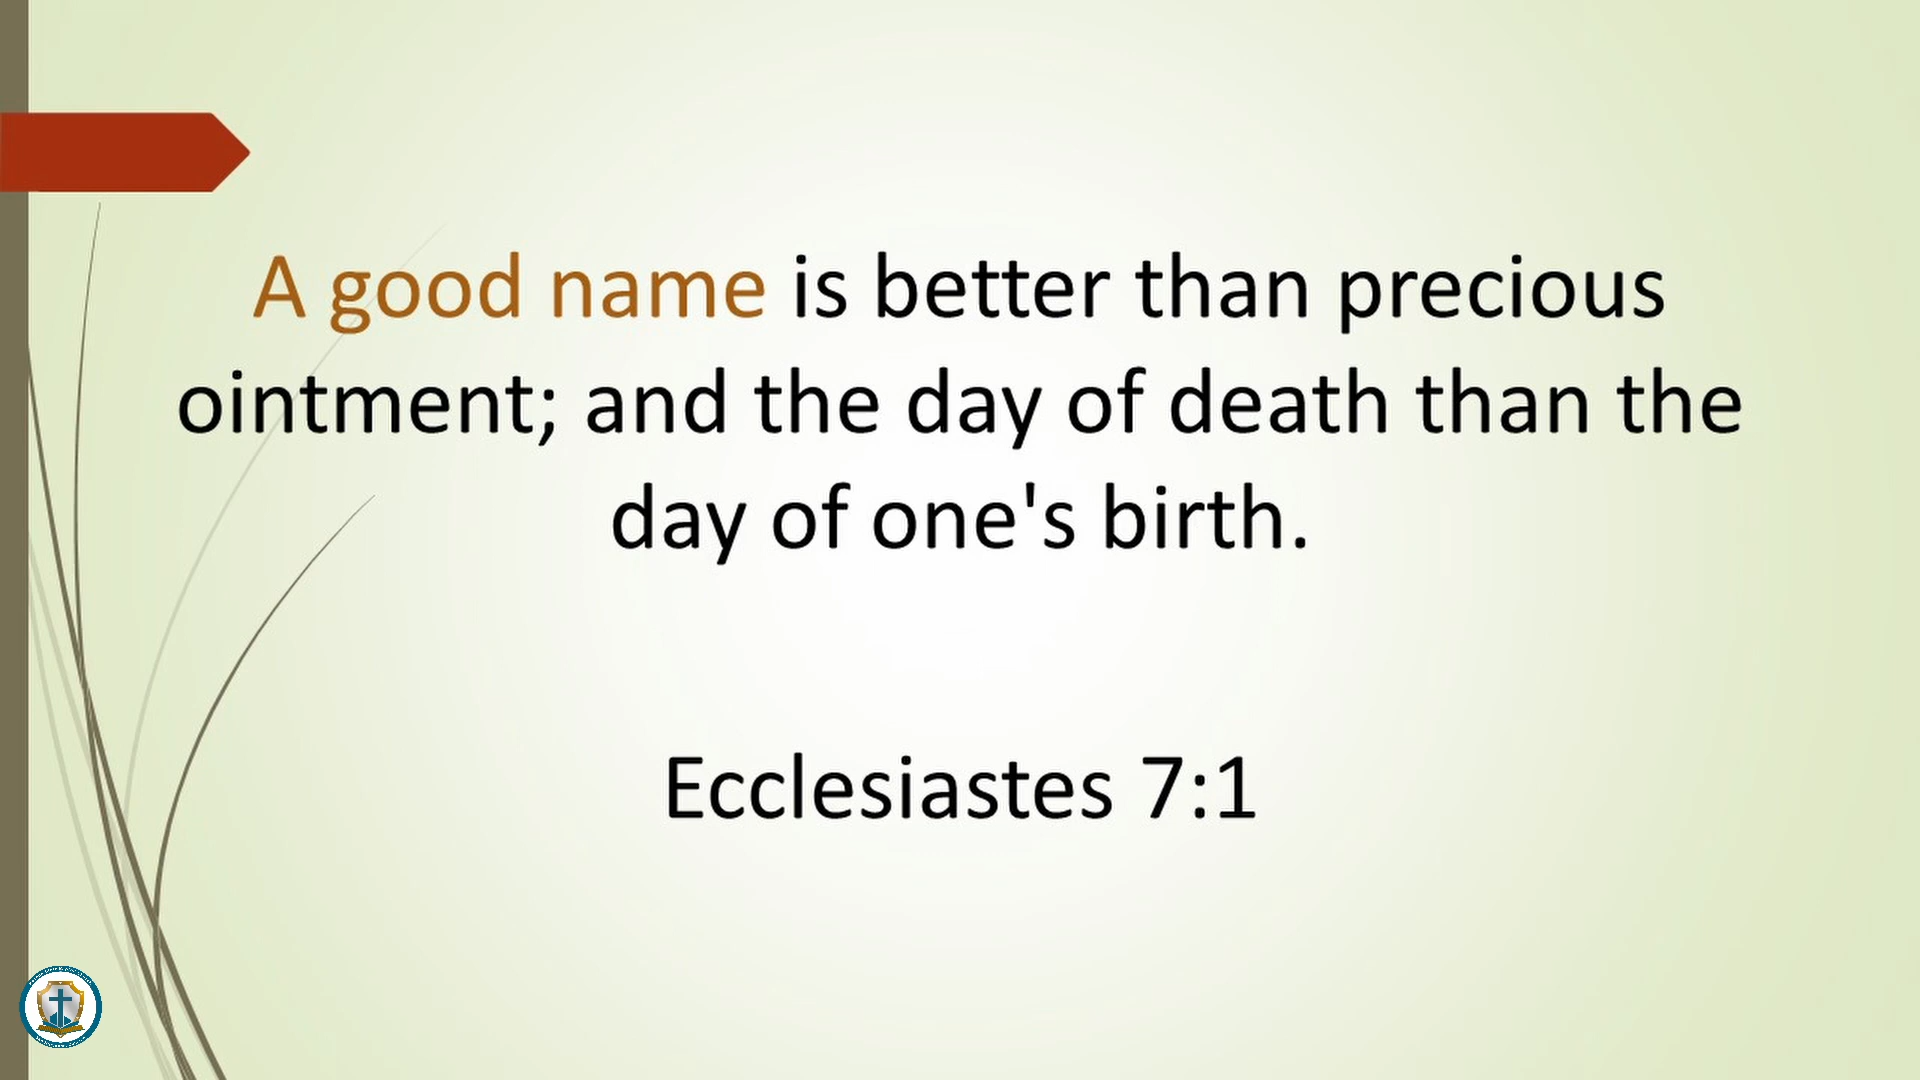 A good name is better than precious
ointment; and the day of death than the
day of one's birth.
Ecclesiastes 7:1